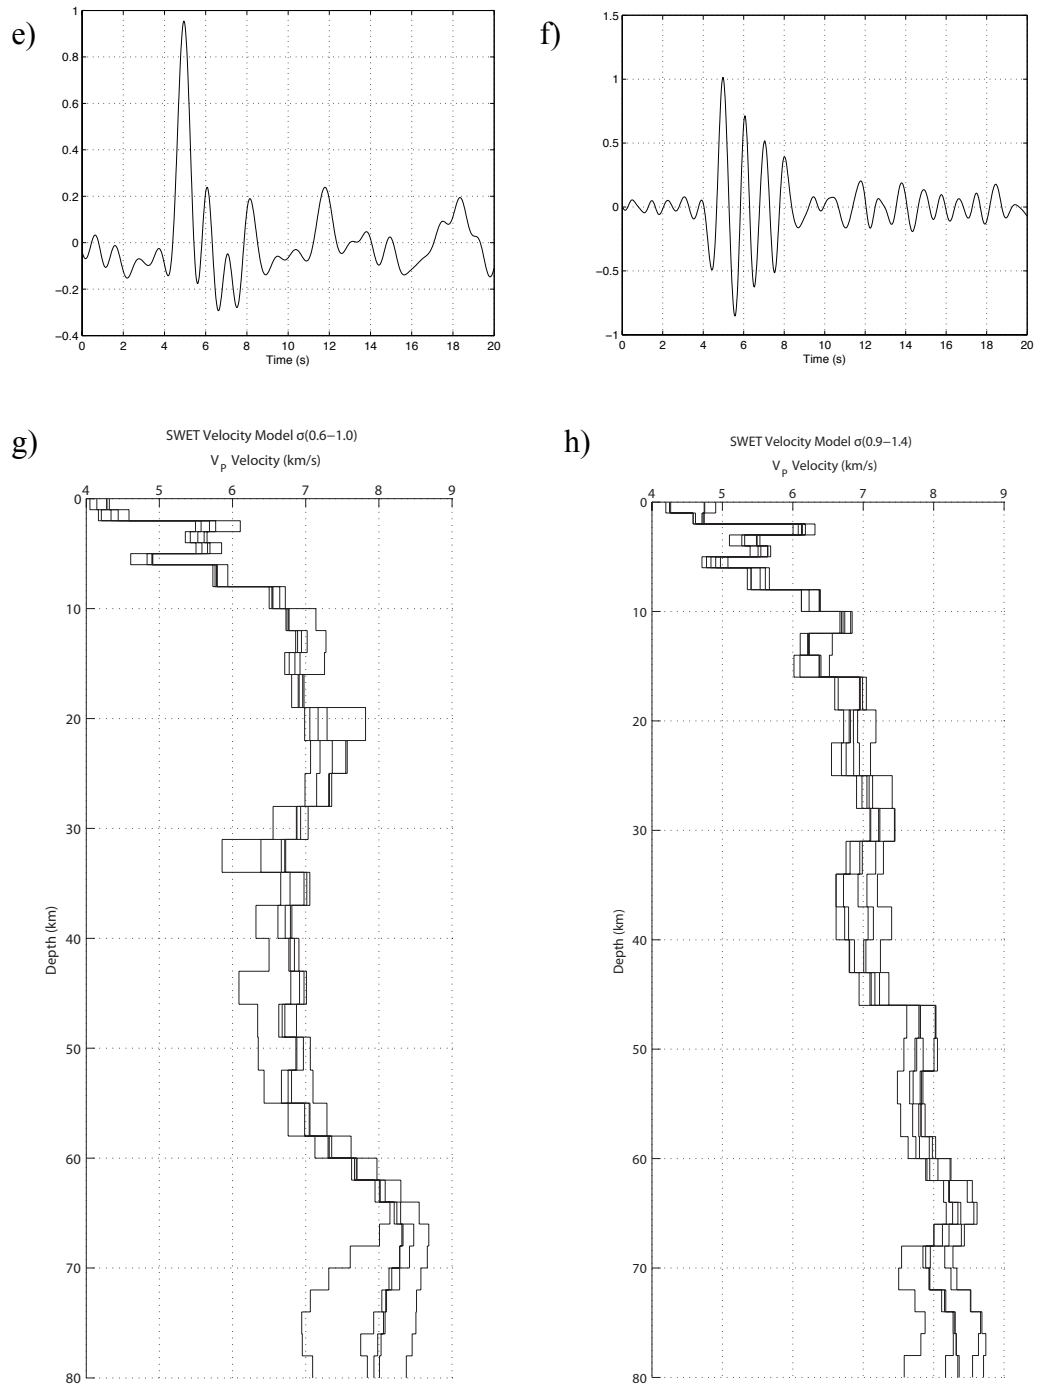 e)
1
0.8
0.6
0.4
0.2
0
−0.2
−0.4
0 2 4 6 8 10 12 14 16 18 20
Time (s)
f)
1.5
1
0.5
0
−0.5
−1
0 2 4 6 8 10 12 14 16 18 20
Time (s)
g)
SWET Velocity Model σ(0.6−1.0)
VP Velocity (km/s)
4 5 6 7 8 9
0
10
20
30
40
50
60
70
80
Depth (km)
h)
SWET Velocity Model σ(0.9−1.4)
VP Velocity (km/s)
4 5 6 7 8 9
0
10
20
30
40
50
60
70
80
Depth (km)